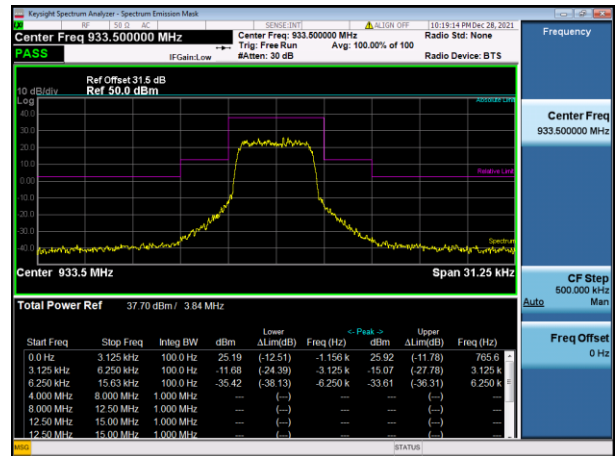 Keysight Spectrum Analyzer - Spectrum Emission Mask
RF 50 Ω AC SENSE:INT ALIGN OFF 10:19:14 PM Dec 28, 2021
Center Freq 933.500000 MHz Center Freq: 933.500000 MHz Radio Std: None
Trig: Free Run Avg: 100.00% of 100
PASS IFGain:Low #Atten: 30 dB Radio Device: BTS
Frequency
Ref Offset 31.5 dB
10 dB/div Ref 50.0 dBm
Log
Absolute Limit
40.0
30.0
20.0
10.0
0.00
Relative Limit
-10.0
-20.0
-30.0
Spectrum
-40.0
Center 933.5 MHz Span 31.25 kHz
Center Freq
933.500000 MHz
CF Step
500.000 kHz
Auto Man
Freq Offset
0 Hz
Total Power Ref 37.70 dBm / 3.84 MHz
Lower <- Peak -> Upper
Start Freq Stop Freq Integ BW dBm ΔLim(dB) Freq (Hz) dBm ΔLim(dB) Freq (Hz)
0.0 Hz 3.125 kHz 100.0 Hz 25.19 (-12.51) -1.156 k 25.92 (-11.78) 765.6
3.125 kHz 6.250 kHz 100.0 Hz -11.68 (-24.39) -3.125 k -15.07 (-27.78) 3.125 k
6.250 kHz 15.63 kHz 100.0 Hz -35.42 (-38.13) -6.250 k -33.61 (-36.31) 6.250 k
4.000 MHz 8.000 MHz 1.000 MHz --- (---) --- (---)
8.000 MHz 12.50 MHz 1.000 MHz --- (---) --- (---)
12.50 MHz 15.00 MHz 1.000 MHz --- (---) --- (---)
12.50 MHz 15.00 MHz 1.000 MHz --- (---) --- (---)
MSG STATUS